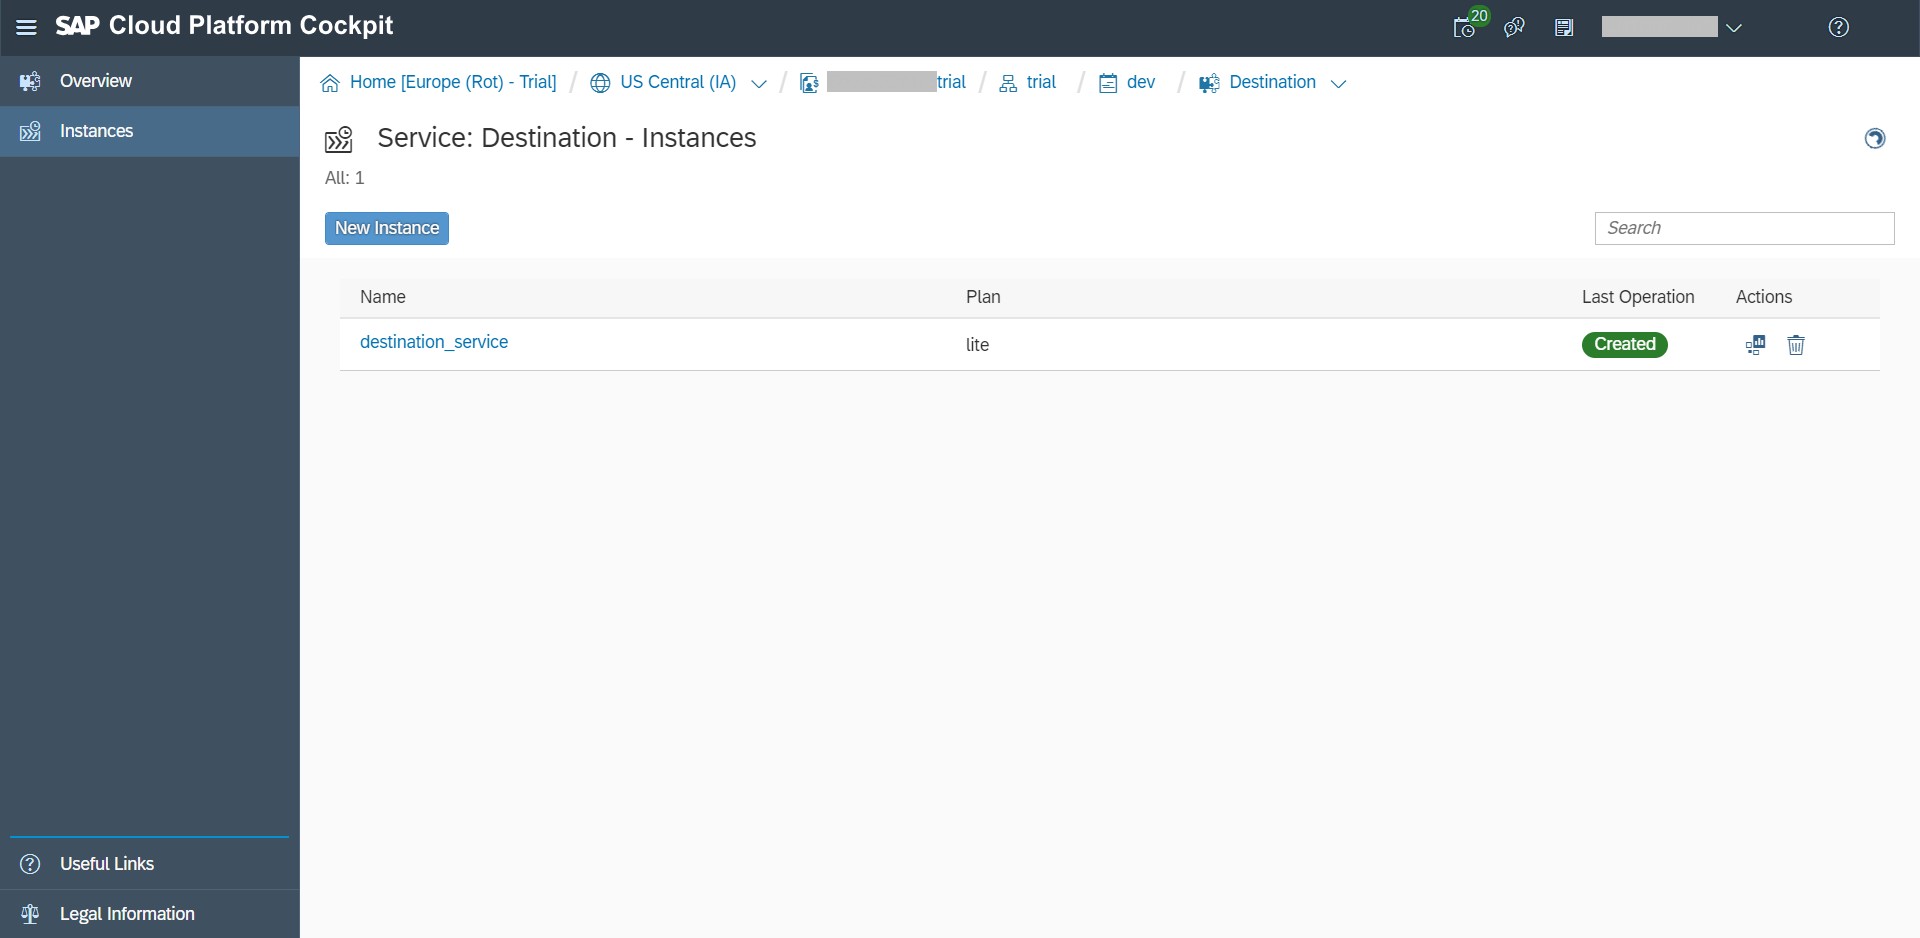 SAP Cloud Platform Cockpit
20
Overview
Instances
Home [Europe (Rot) - Trial] / US Central (IA) / trial / trial / dev / Destination
Service: Destination - Instances
All: 1
New Instance
Search
Name Plan Last Operation Actions
destination_service lite Created
Useful Links
Legal Information